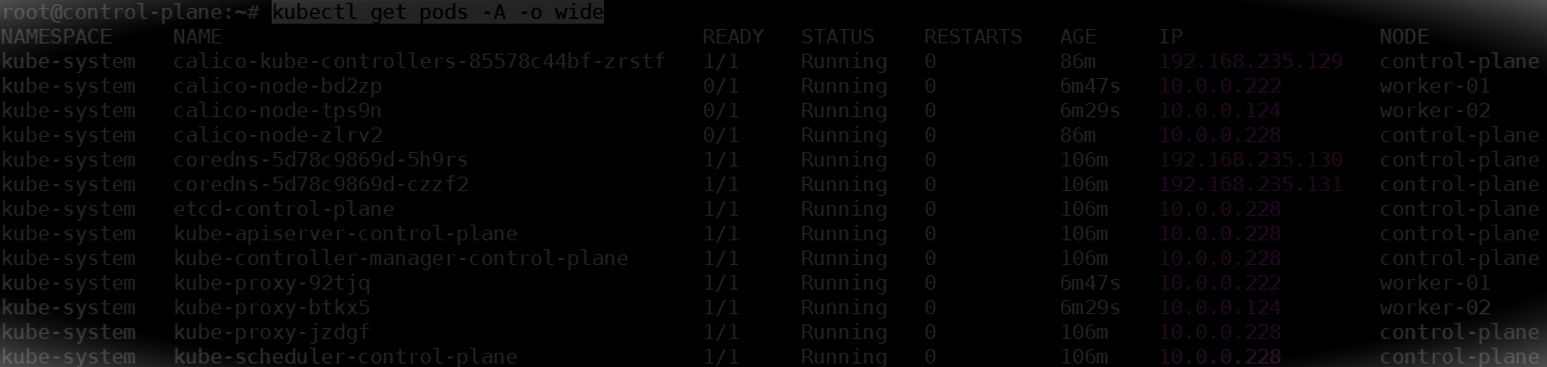 root@control-plane:~# kubectl get pods -A -o wide
NAMESPACE NAME READY STATUS RESTARTS AGE IP NODE
kube-system calico-kube-controllers-85578c44bf-zrstf 1/1 Running 0 86m 192.168.235.129 control-plane
kube-system calico-node-bd2zp 0/1 Running 0 6m47s 10.0.0.222 worker-01
kube-system calico-node-tps9n 0/1 Running 0 6m29s 10.0.0.124 worker-02
kube-system calico-node-zlrv2 0/1 Running 0 86m 10.0.0.228 control-plane
kube-system coredns-5d78c9869d-5h9rs 1/1 Running 0 106m 192.168.235.130 control-plane
kube-system coredns-5d78c9869d-czzf2 1/1 Running 0 106m 192.168.235.131 control-plane
kube-system etcd-control-plane 1/1 Running 0 106m 10.0.0.228 control-plane
kube-system kube-apiserver-control-plane 1/1 Running 0 106m 10.0.0.228 control-plane
kube-system kube-controller-manager-control-plane 1/1 Running 0 106m 10.0.0.228 control-plane
kube-system kube-proxy-92tjq 1/1 Running 0 6m47s 10.0.0.222 worker-01
kube-system kube-proxy-btkx5 1/1 Running 0 6m29s 10.0.0.124 worker-02
kube-system kube-proxy-jzdgf 1/1 Running 0 106m 10.0.0.228 control-plane
kube-system kube-scheduler-control-plane 1/1 Running 0 106m 10.0.0.228 control-plane